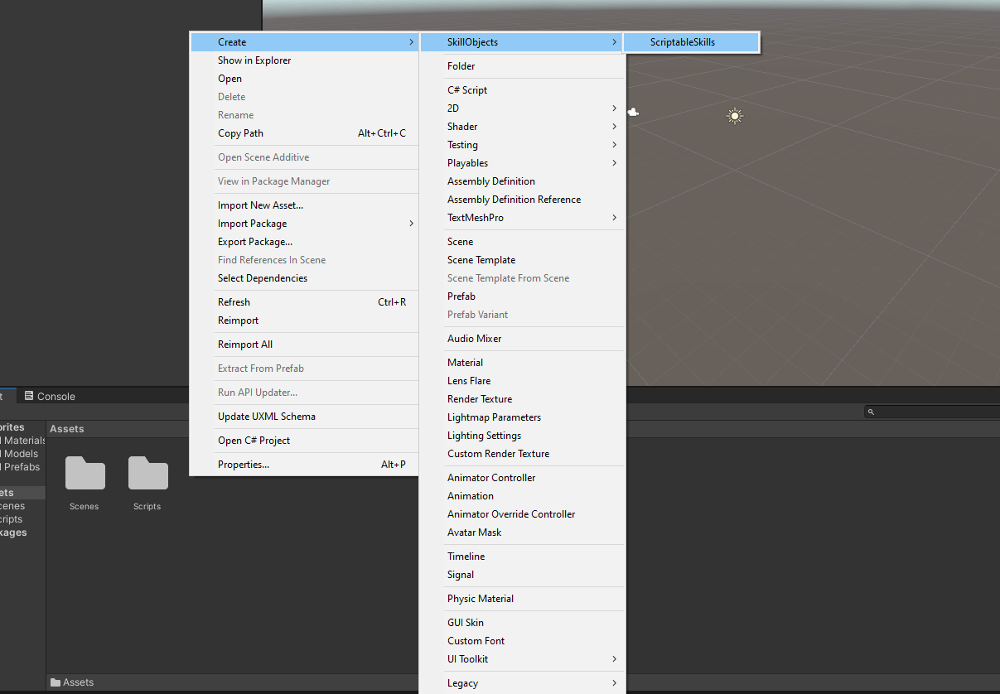 Create
Show in Explorer
Open
Delete
Rename
Copy Path Alt+Ctrl+C
Open Scene Additive
View in Package Manager
Import New Asset...
Import Package
Export Package...
Find References In Scene
Select Dependencies
Refresh Ctrl+R
Reimport
Reimport All
Extract From Prefab
Run API Updater...
Update UXML Schema
Open C# Project
Properties... Alt+P
SkillObjects
Folder
C# Script
2D
Shader
Testing
Playables
Assembly Definition
Assembly Definition Reference
TextMeshPro
Scene
Scene Template
Scene Template From Scene
Prefab
Prefab Variant
Audio Mixer
Material
Lens Flare
Render Texture
Lightmap Parameters
Lighting Settings
Custom Render Texture
Animator Controller
Animation
Animator Override Controller
Avatar Mask
Timeline
Signal
Physic Material
GUI Skin
Custom Font
UI Toolkit
Legacy
ScriptableSkills
t
Console
orites
l Materials
l Models
l Prefabs
ets
cenes
cripts
kages
Assets
Scenes
Scripts
Assets